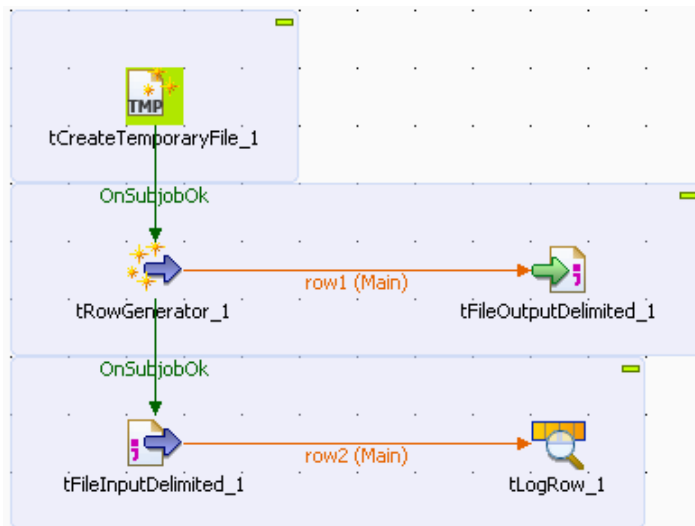 TMP
tCreateTemporaryFile_1
OnSubjobOk
row1 (Main)
tRowGenerator_1
tFileOutputDelimited_1
OnSubjobOk
row2 (Main)
tFileInputDelimited_1
tLogRow_1